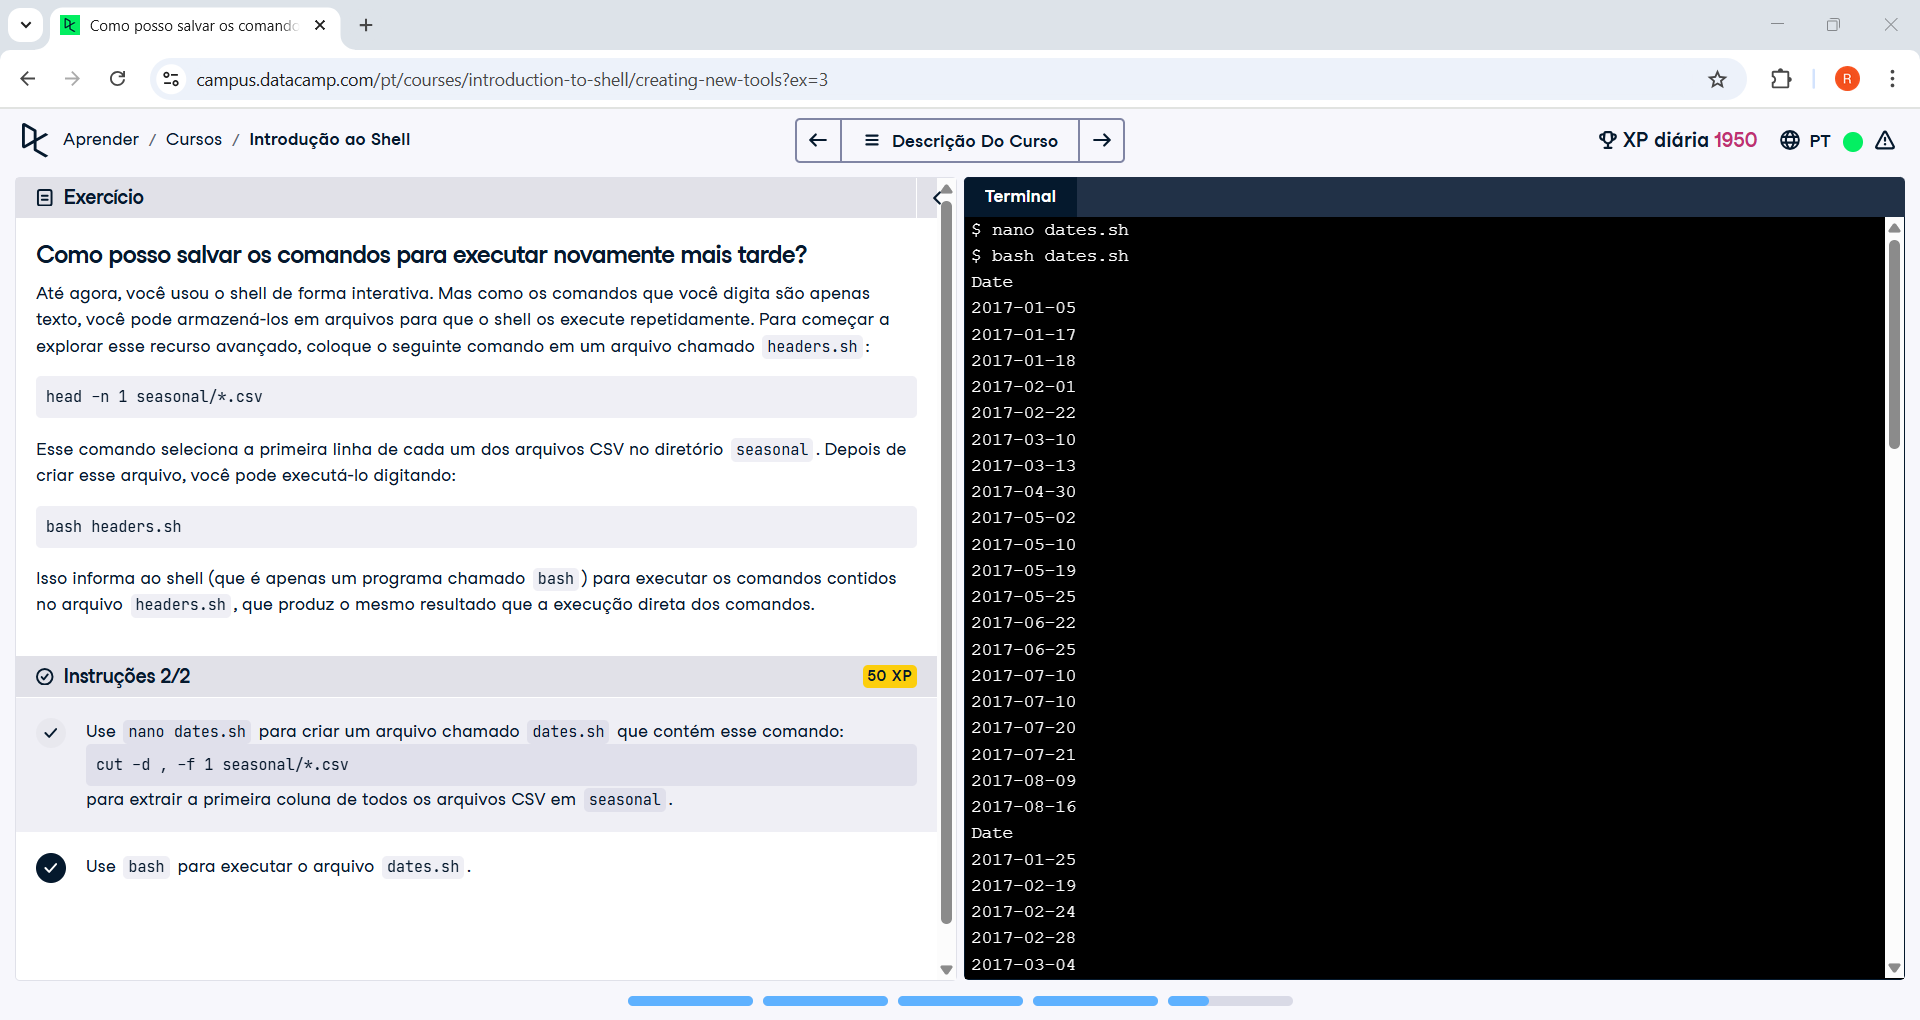 Como posso salvar os comando
campus.datacamp.com/pt/courses/introduction-to-shell/creating-new-tools?ex=3
R
Aprender / Cursos / Introdução ao Shell
Descrição Do Curso
XP diária 1950
PT
Exercício
Como posso salvar os comandos para executar novamente mais tarde?
Até agora, você usou o shell de forma interativa. Mas como os comandos que você digita são apenas
texto, você pode armazená-los em arquivos para que o shell os execute repetidamente. Para começar a
explorar esse recurso avançado, coloque o seguinte comando em um arquivo chamado headers.sh:
head -n 1 seasonal/*.csv
Esse comando seleciona a primeira linha de cada um dos arquivos CSV no diretório seasonal. Depois de
criar esse arquivo, você pode executá-lo digitando:
bash headers.sh
Isso informa ao shell (que é apenas um programa chamado bash) para executar os comandos contidos
no arquivo headers.sh, que produz o mesmo resultado que a execução direta dos comandos.
Instruções 2/2
50 XP
Use nano dates.sh para criar um arquivo chamado dates.sh que contém esse comando:
cut -d , -f 1 seasonal/*.csv
para extrair a primeira coluna de todos os arquivos CSV em seasonal.
Use bash para executar o arquivo dates.sh.
Terminal
$ nano dates.sh
$ bash dates.sh
Date
2017-01-05
2017-01-17
2017-01-18
2017-02-01
2017-02-22
2017-03-10
2017-03-13
2017-04-30
2017-05-02
2017-05-10
2017-05-19
2017-05-25
2017-06-22
2017-06-25
2017-07-10
2017-07-10
2017-07-20
2017-07-21
2017-08-09
2017-08-16
Date
2017-01-25
2017-02-19
2017-02-24
2017-02-28
2017-03-04